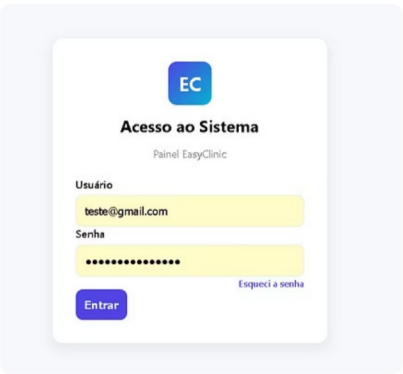 EC
Acesso ao Sistema
Painel EasyClinic
Usuário
teste@gmail.com
Senha
•••••••••••••••
Esqueci a senha
Entrar